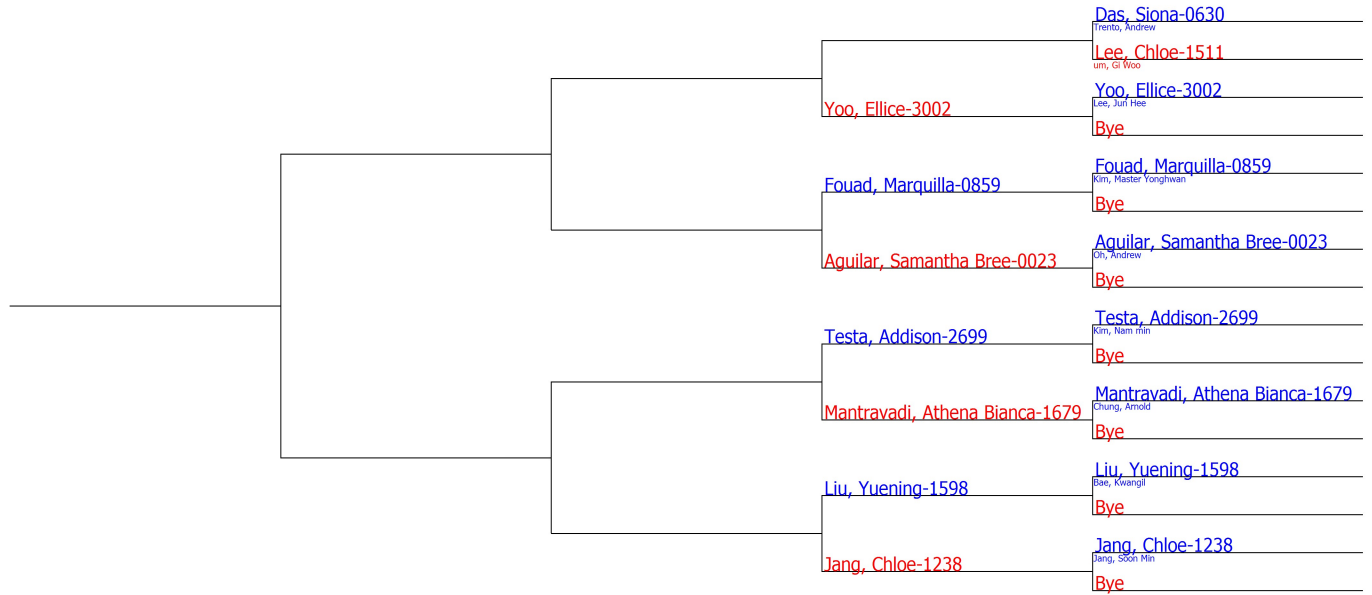 Das, Siona-0630
Trento, Andrew
Lee, Chloe-1511
um, Gi Woo
Yoo, Ellice-3002
Yoo, Ellice-3002
Lee, Jun Hee
Bye
Fouad, Marquilla-0859
Fouad, Marquilla-0859
Kim, Master Yonghwan
Bye
Aguilar, Samantha Bree-0023
Aguilar, Samantha Bree-0023
Oh, Andrew
Bye
Testa, Addison-2699
Testa, Addison-2699
Kim, Nam min
Bye
Mantravadi, Athena Bianca-1679
Mantravadi, Athena Bianca-1679
Chung, Arnold
Bye
Liu, Yuening-1598
Liu, Yuening-1598
Bae, Kwangil
Bye
Jang, Chloe-1238
Jang, Chloe-1238
Jang, Soon Min
Bye